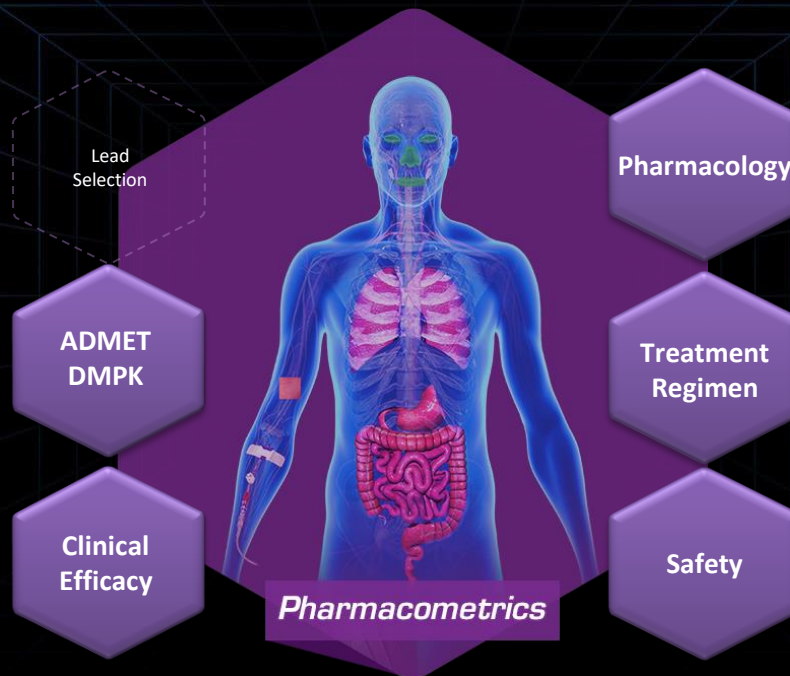 Lead
Selection
ADMET
DMPK
Clinical
Efficacy
Pharmacology
Treatment
Regimen
Safety
Pharmacometrics